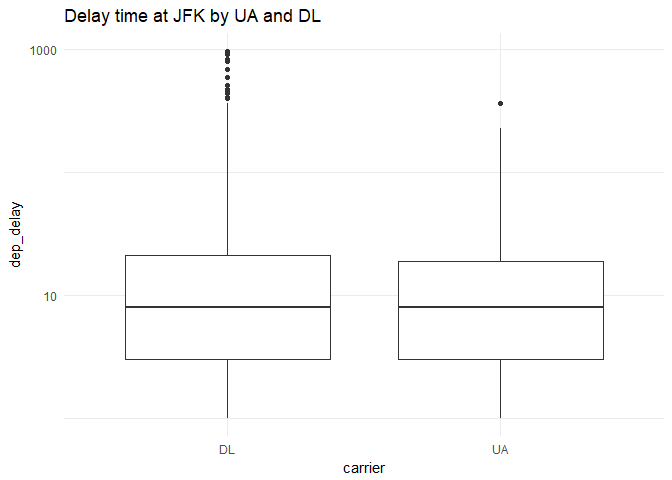 Delay time at JFK by UA and DL
1000
dep_delay
10
DL
UA
carrier